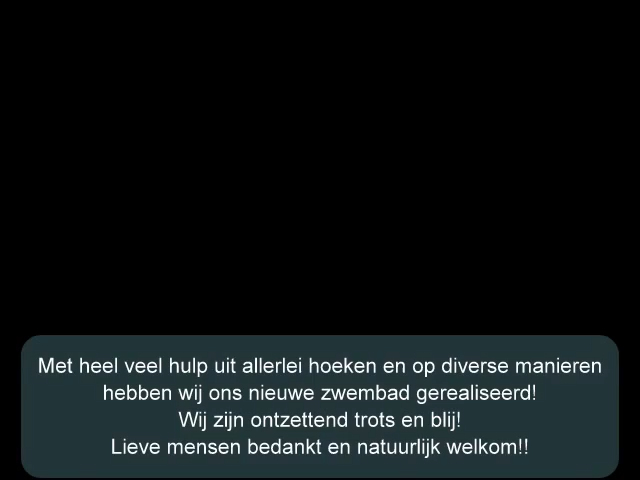 Met heel veel hulp uit allerlei hoeken en op diverse manieren
hebben wij ons nieuwe zwembad gerealiseerd!
Wij zijn ontzettend trots en blij!
Lieve mensen bedankt en natuurlijk welkom!!